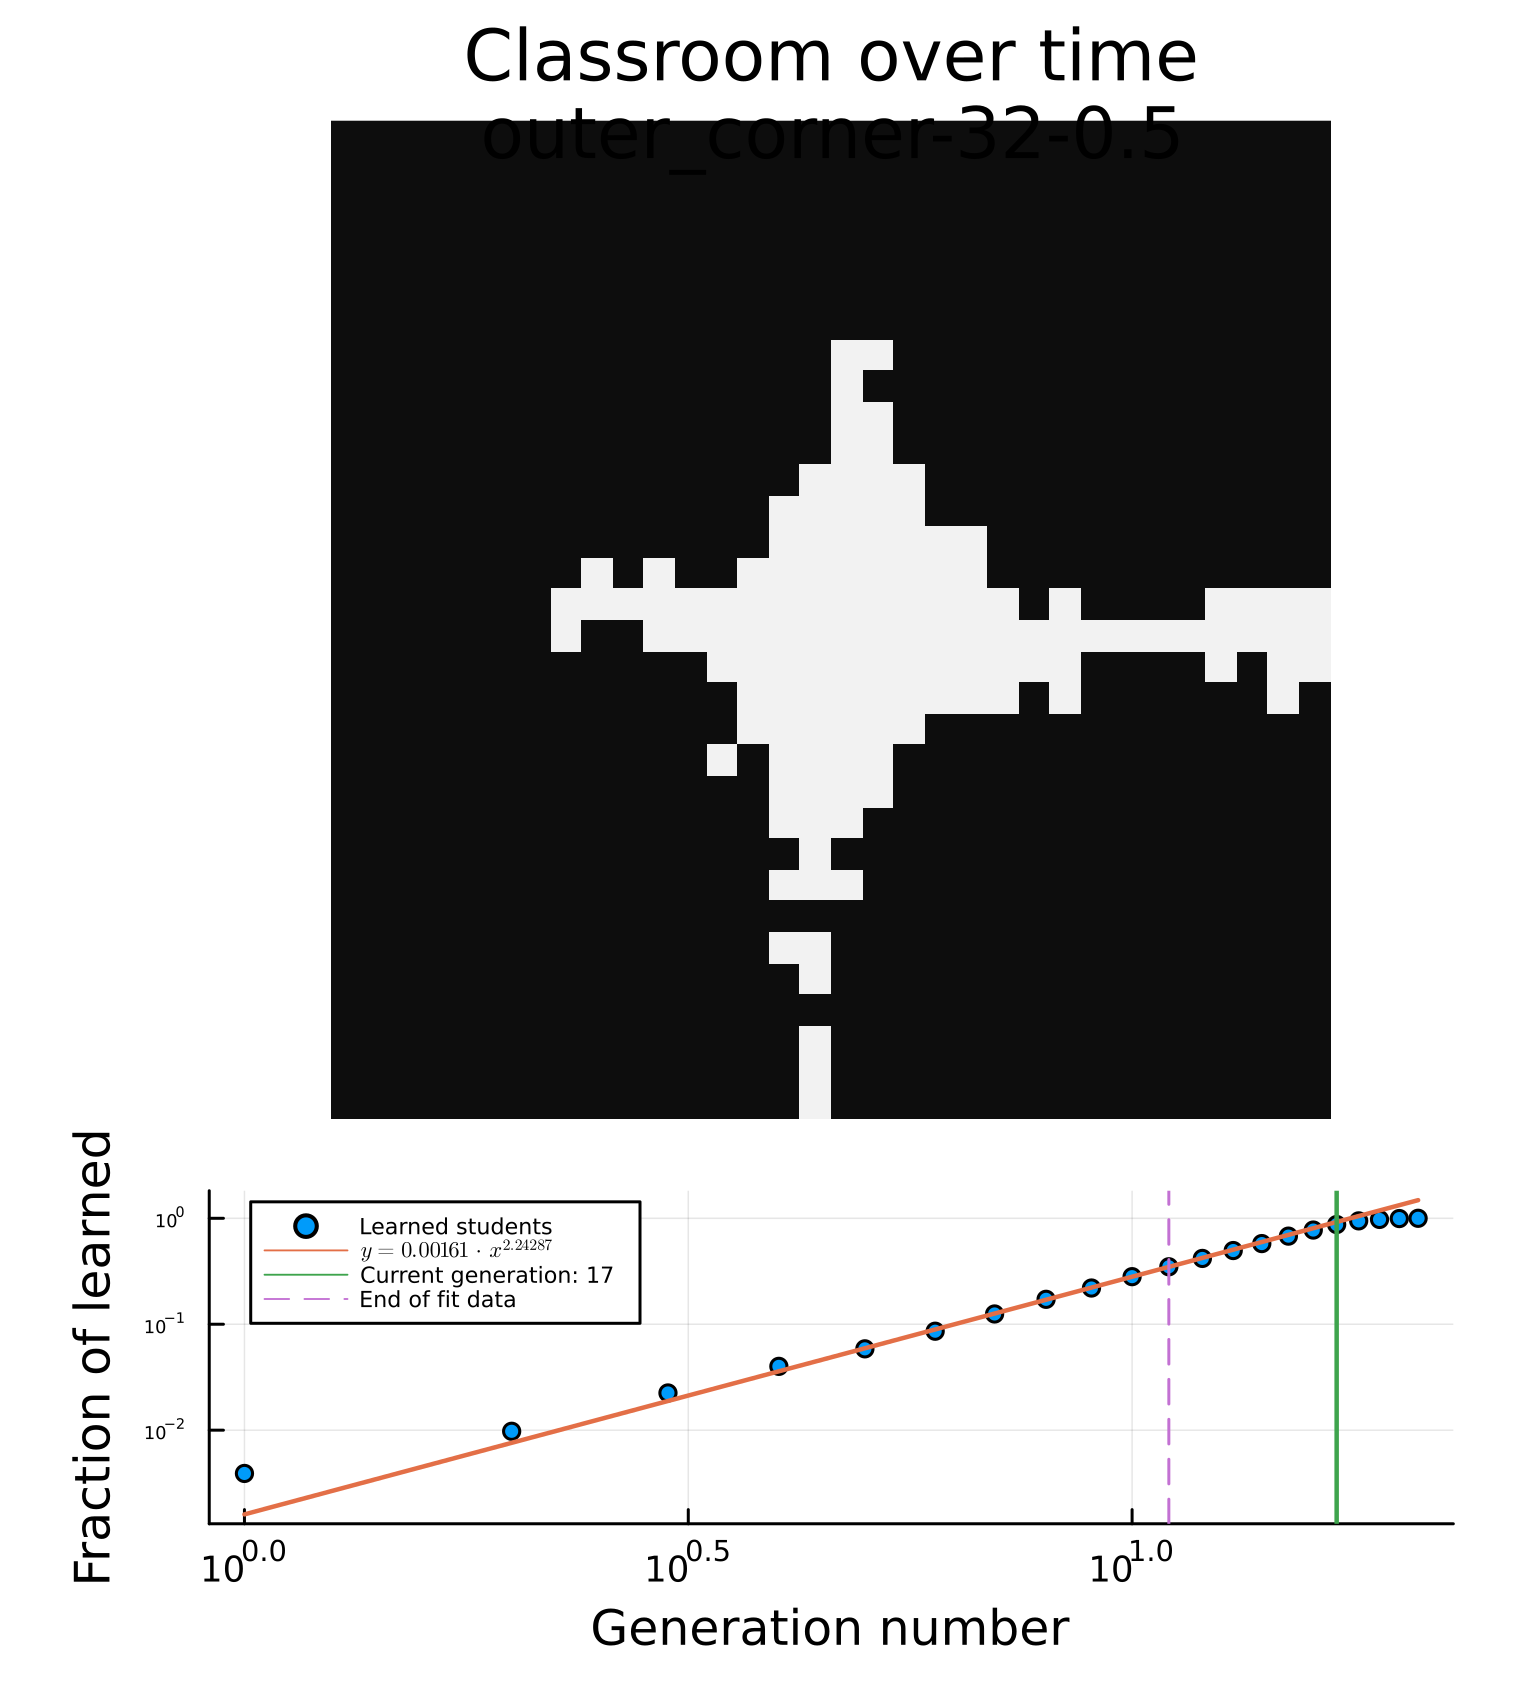 Classroom over time
outer_corner-32-0.5
Fraction of learned
10^0
10^−1
10^−2
Learned students
y = 0.00161 · x^2.24287
Current generation: 17
End of fit data
10^0.0 10^0.5 10^1.0
Generation number